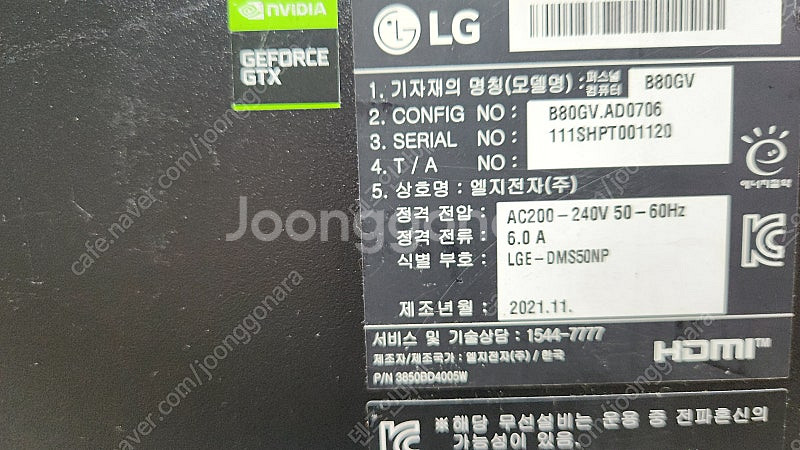 NVIDIA
GEFORCE
GTX
LG
1. 기자재의 명칭(모델명) : 퍼스널 컴퓨터 B80GV
2. CONFIG NO : B80GV.AD0706
3. SERIAL NO : 111SHPT001120
4. T / A NO :
5. 상호명 : 엘지전자(주)
정격 전압 : AC200-240V 50-60Hz
정격 전류 : 6.0 A
식별 부호 : LGE-DMS50NP
제조년월 : 2021.11.
서비스 및 기술상담 : 1544-7777
제조자/제조국가 : 엘지전자(주) / 한국
P/N 3850BD4005W
에너지절약
HDMI™
※해당 무선설비는 운용 중 전파혼신의
가능성이 있음.
Joonggonara
cafe.naver.com/joonggonara